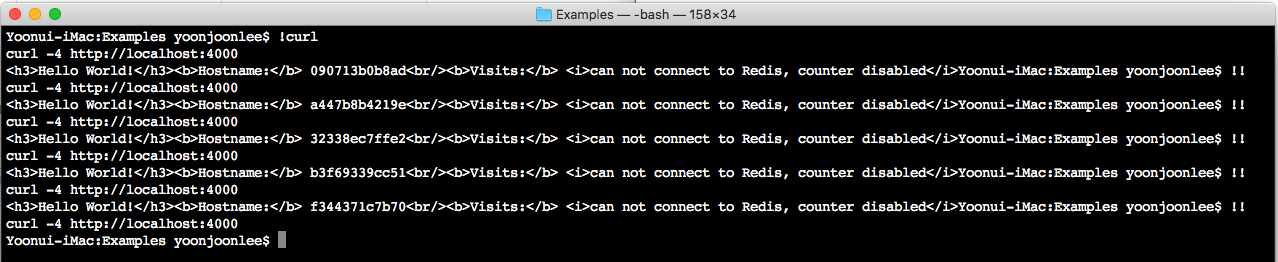 Examples — -bash — 158×34
Yoonui-iMac:Examples yoonjoonlee$ !curl
curl -4 http://localhost:4000
<h3>Hello World!</h3><b>Hostname:</b> 090713b0b8ad<br/><b>Visits:</b> <i>can not connect to Redis, counter disabled</i>Yoonui-iMac:Examples yoonjoonlee$ !!
curl -4 http://localhost:4000
<h3>Hello World!</h3><b>Hostname:</b> a447b8b4219e<br/><b>Visits:</b> <i>can not connect to Redis, counter disabled</i>Yoonui-iMac:Examples yoonjoonlee$ !!
curl -4 http://localhost:4000
<h3>Hello World!</h3><b>Hostname:</b> 32338ec7ffe2<br/><b>Visits:</b> <i>can not connect to Redis, counter disabled</i>Yoonui-iMac:Examples yoonjoonlee$ !!
curl -4 http://localhost:4000
<h3>Hello World!</h3><b>Hostname:</b> b3f69339cc51<br/><b>Visits:</b> <i>can not connect to Redis, counter disabled</i>Yoonui-iMac:Examples yoonjoonlee$ !!
curl -4 http://localhost:4000
<h3>Hello World!</h3><b>Hostname:</b> f344371c7b70<br/><b>Visits:</b> <i>can not connect to Redis, counter disabled</i>Yoonui-iMac:Examples yoonjoonlee$ !!
curl -4 http://localhost:4000
Yoonui-iMac:Examples yoonjoonlee$